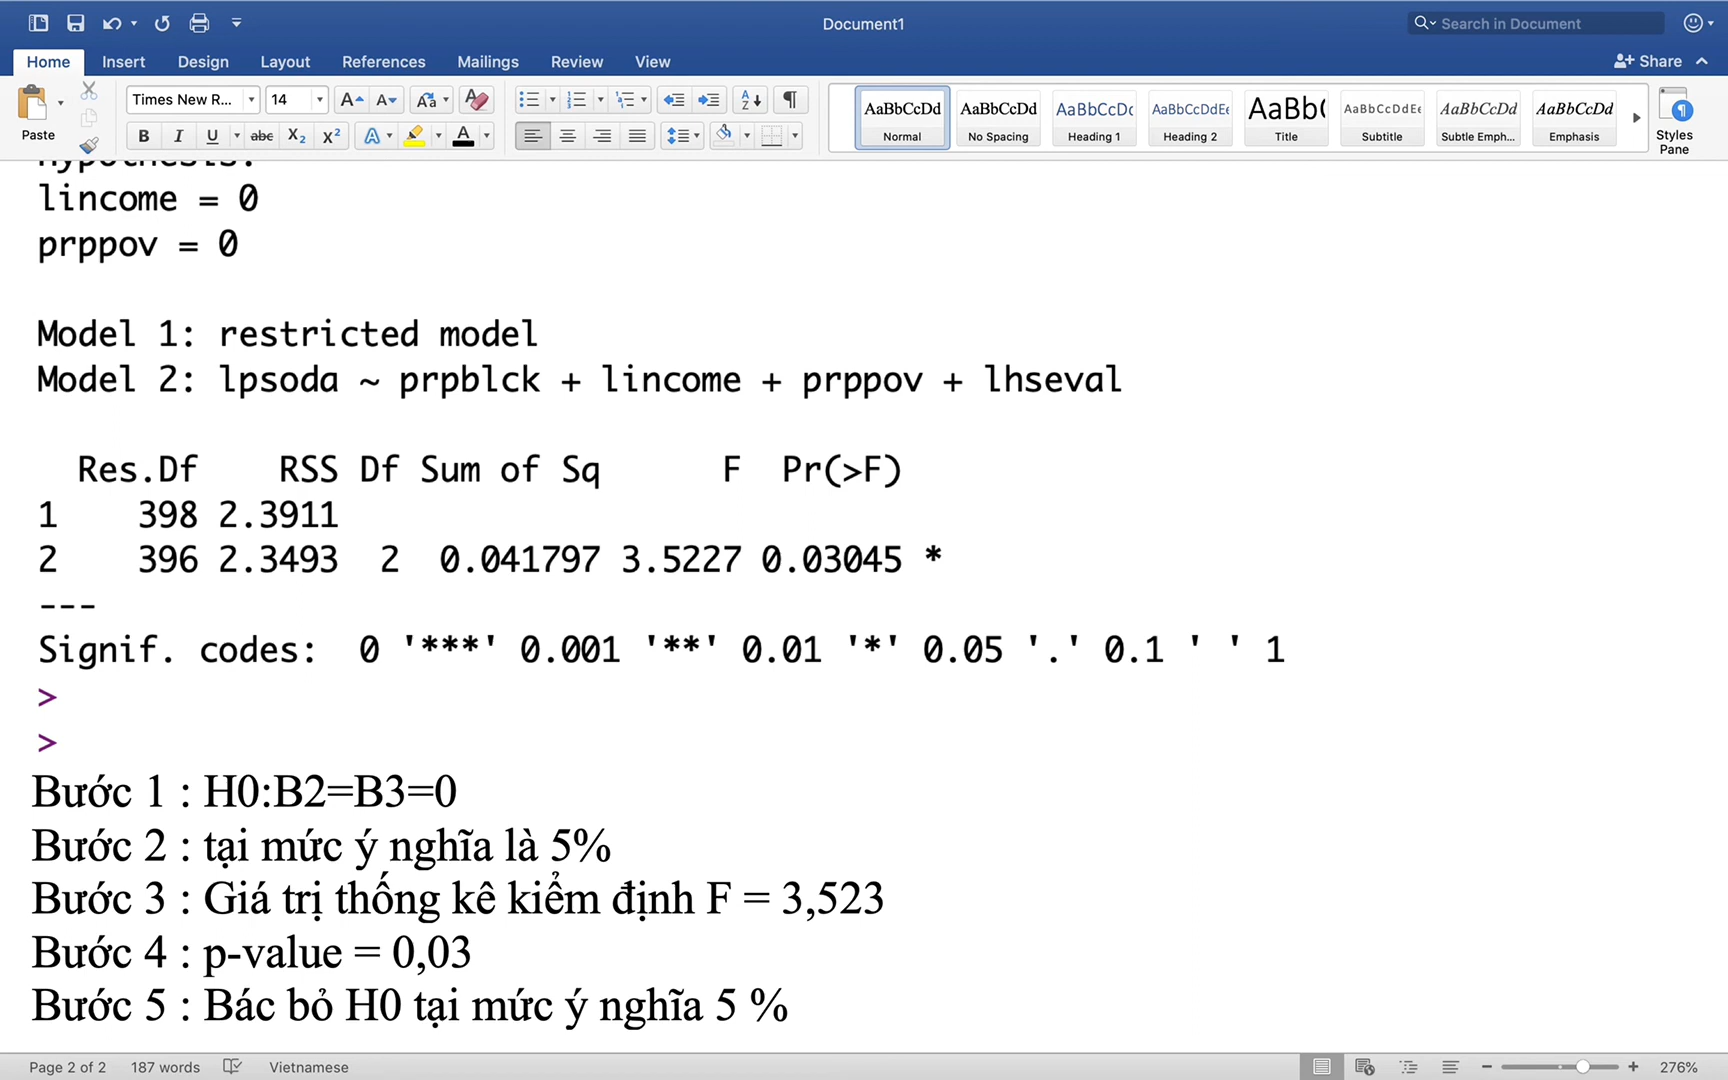 Document1
Search in Document
Home Insert Design Layout References Mailings Review View
Share
Paste
Times New R... 14
B I U abc X₂ X²
AaBbCcDd AaBbCcDd AaBbCcDc AaBbCcDdEe AaBb( AaBbCcDdEe AaBbCcDd AaBbCcDd
Normal No Spacing Heading 1 Heading 2 Title Subtitle Subtle Emph... Emphasis
Styles
Pane
Hypothesis:
lincome = 0
prppov = 0
Model 1: restricted model
Model 2: lpsoda ~ prpblck + lincome + prppov + lhseval
Res.Df RSS Df Sum of Sq F Pr(>F)
1 398 2.3911
2 396 2.3493 2 0.041797 3.5227 0.03045 *
---
Signif. codes: 0 '***' 0.001 '**' 0.01 '*' 0.05 '.' 0.1 ' ' 1
>
>
Bước 1 : H0:B2=B3=0
Bước 2 : tại mức ý nghĩa là 5%
Bước 3 : Giá trị thống kê kiểm định F = 3,523
Bước 4 : p-value = 0,03
Bước 5 : Bác bỏ H0 tại mức ý nghĩa 5 %
Page 2 of 2 187 words Vietnamese 276%